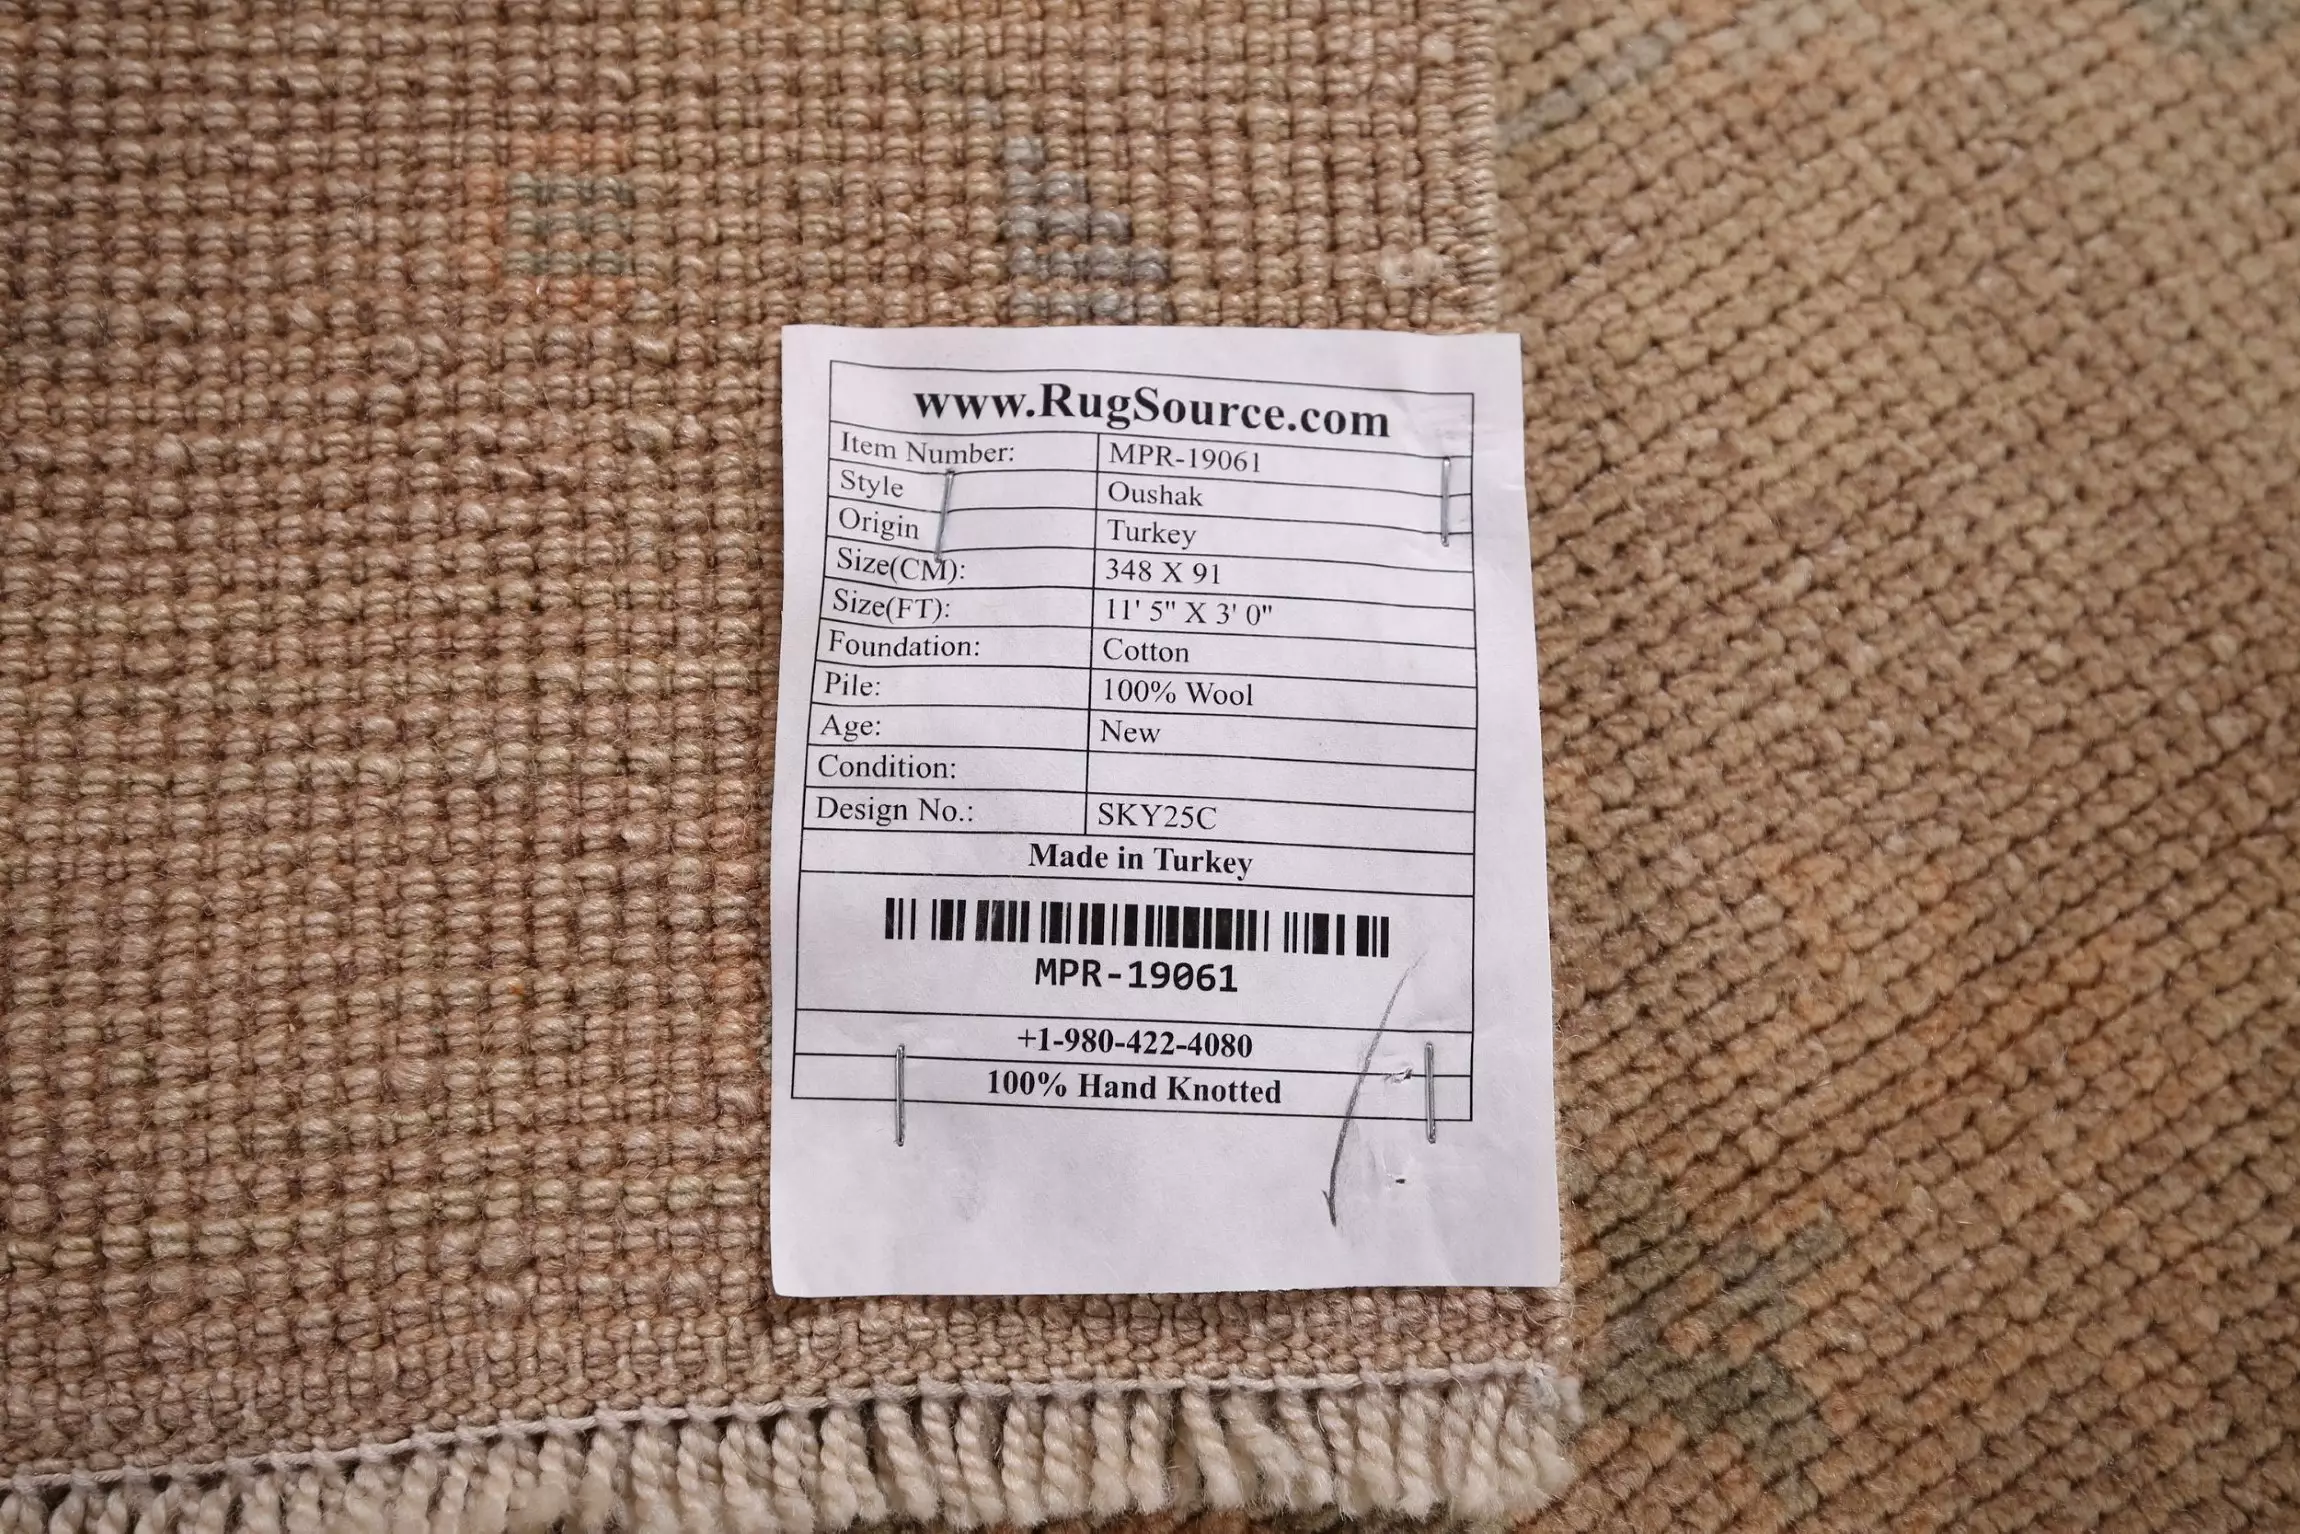 www.RugSource.com
Item Number: MPR-19061
Style Oushak
Origin Turkey
Size(CM): 348 X 91
Size(FT): 11' 5" X 3' 0"
Foundation: Cotton
Pile: 100% Wool
Age: New
Condition:
Design No.: SKY25C
Made in Turkey
MPR-19061
+1-980-422-4080
100% Hand Knotted